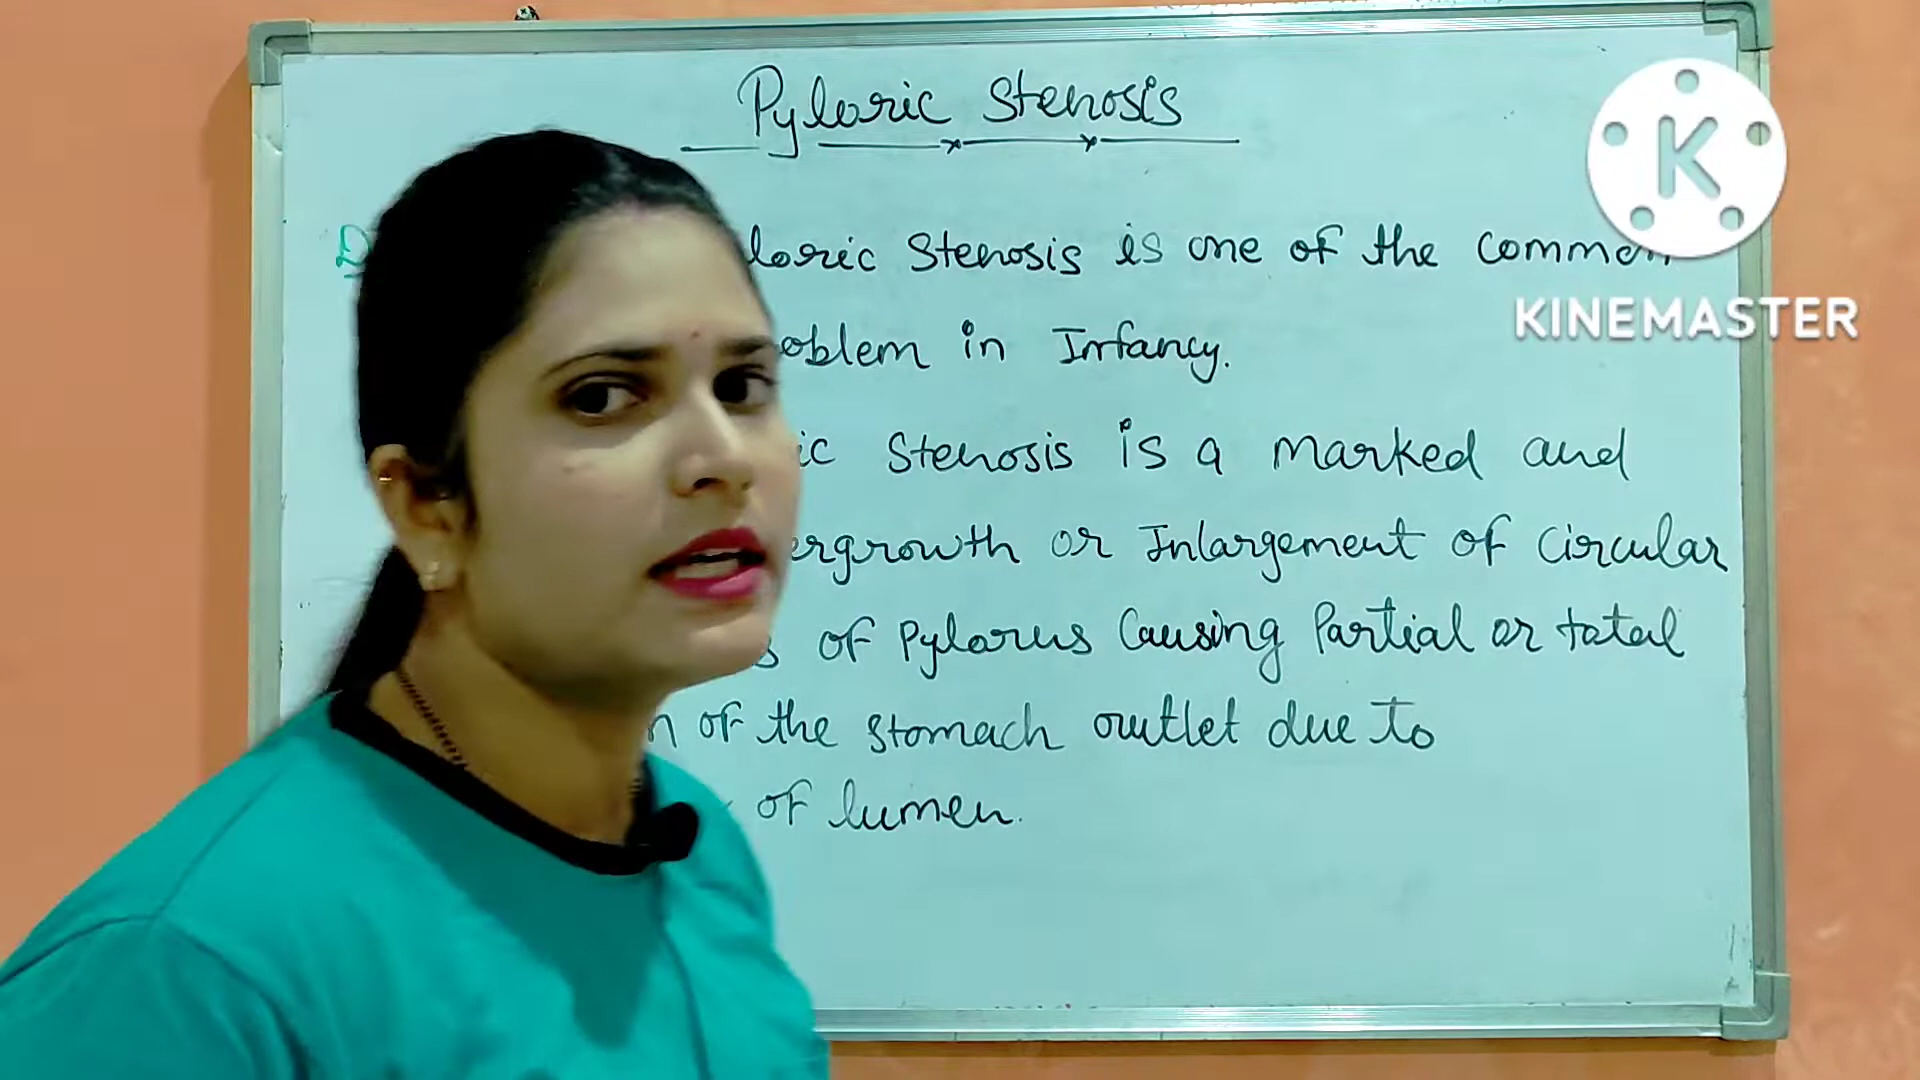 Pyloric Stenosis
loric Stenosis is one of the common
oblem in Infancy.
ic Stenosis is a marked and
ergrowth or Inlargement of Circular
s of Pylorus Causing Partial or total
n of the stomach outlet due to
of lumen.
K
KINEMASTER